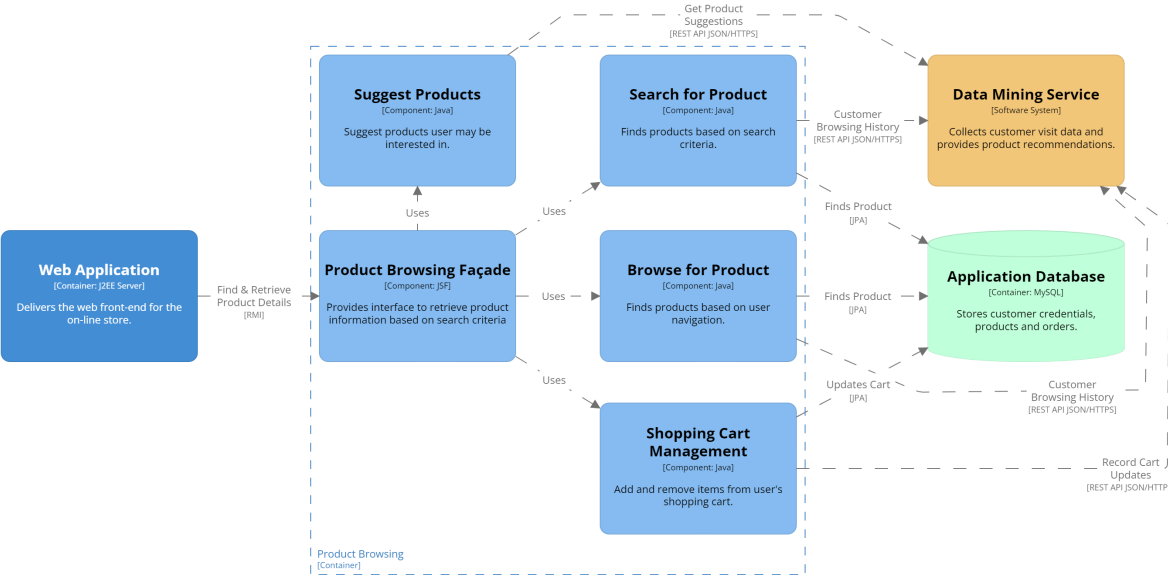 Get Product
Suggestions
[REST API JSON/HTTPS]
Suggest Products
[Component: Java]
Suggest products user may be
interested in.
Search for Product
[Component: Java]
Finds products based on search
criteria.
Customer
Browsing History
[REST API JSON/HTTPS]
Data Mining Service
[Software System]
Collects customer visit data and
provides product recommendations.
Uses
Uses
Finds Product
[JPA]
Web Application
[Container: J2EE Server]
Delivers the web front-end for the
on-line store.
Find & Retrieve
Product Details
[RMI]
Product Browsing Façade
[Component: JSF]
Provides interface to retrieve product
information based on search criteria
Uses
Browse for Product
[Component: Java]
Finds products based on user
navigation.
Finds Product
[JPA]
Application Database
[Container: MySQL]
Stores customer credentials,
products and orders.
Uses
Updates Cart
[JPA]
Customer
Browsing History
[REST API JSON/HTTPS]
Shopping Cart
Management
[Component: Java]
Add and remove items from user's
shopping cart.
Record Cart
Updates
[REST API JSON/HTTP
Product Browsing
[Container]